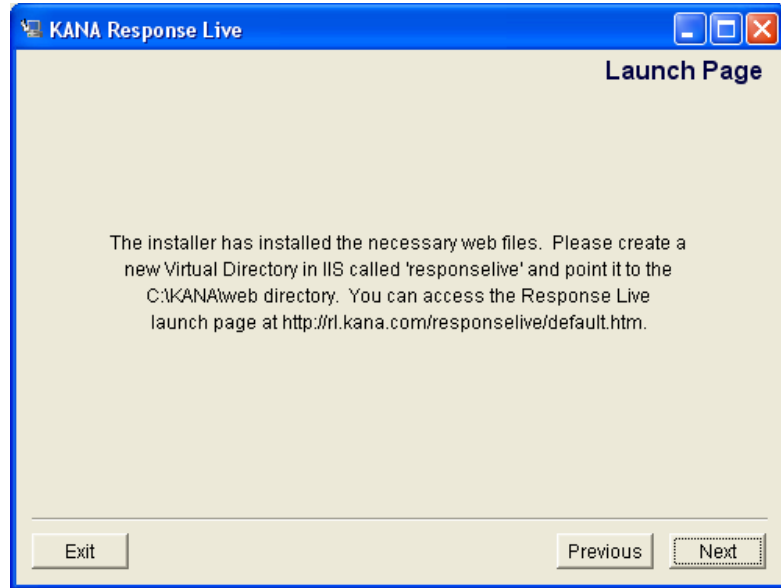 KANA Response Live
Launch Page
The installer has installed the necessary web files.  Please create a
new Virtual Directory in IIS called 'responselive' and point it to the
C:\KANA\web directory.  You can access the Response Live
launch page at http://rl.kana.com/responselive/default.htm.
Exit
Previous
Next